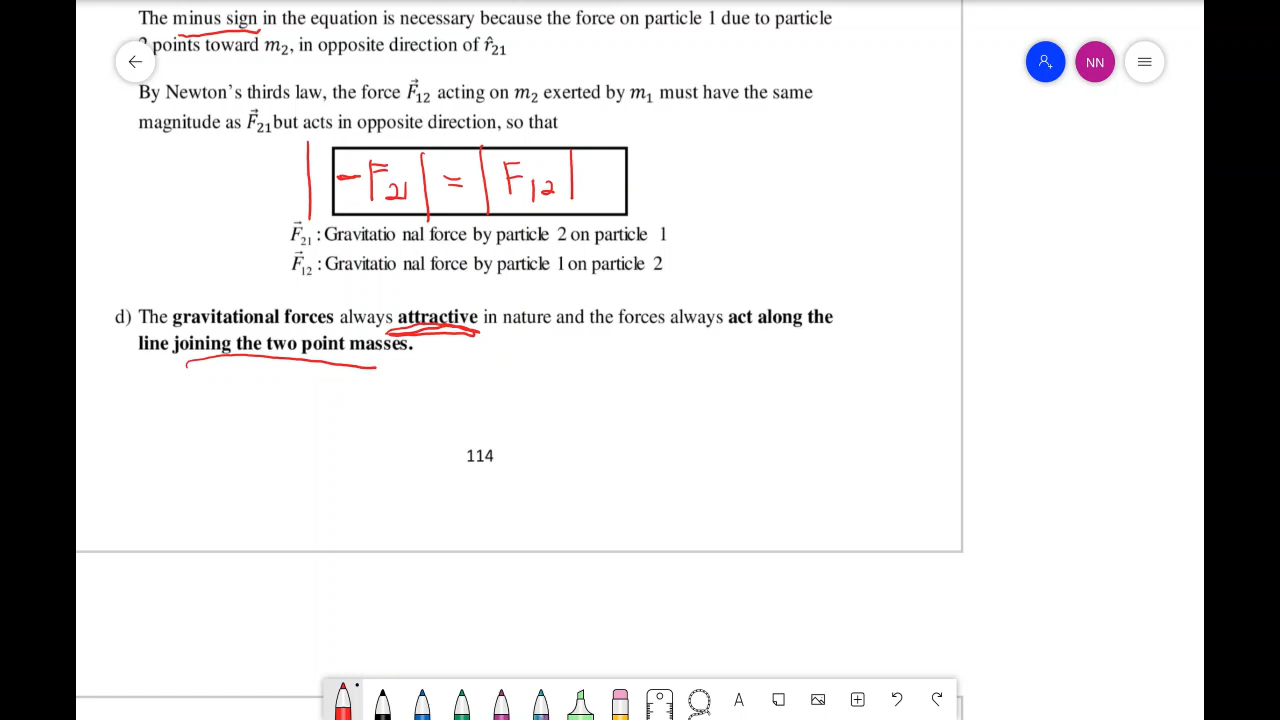 The minus sign in the equation is necessary because the force on particle 1 due to particle
points toward m₂, in opposite direction of r̂₂₁
NN
By Newton's thirds law, the force F⃗₁₂ acting on m₂ exerted by m₁ must have the same
magnitude as F⃗₂₁ but acts in opposite direction, so that
|-F₂₁| = |F₁₂|
F⃗₂₁ : Gravitatio nal force by particle 2 on particle 1
F⃗₁₂ : Gravitatio nal force by particle 1 on particle 2
d) The gravitational forces always attractive in nature and the forces always act along the
line joining the two point masses.
114
A